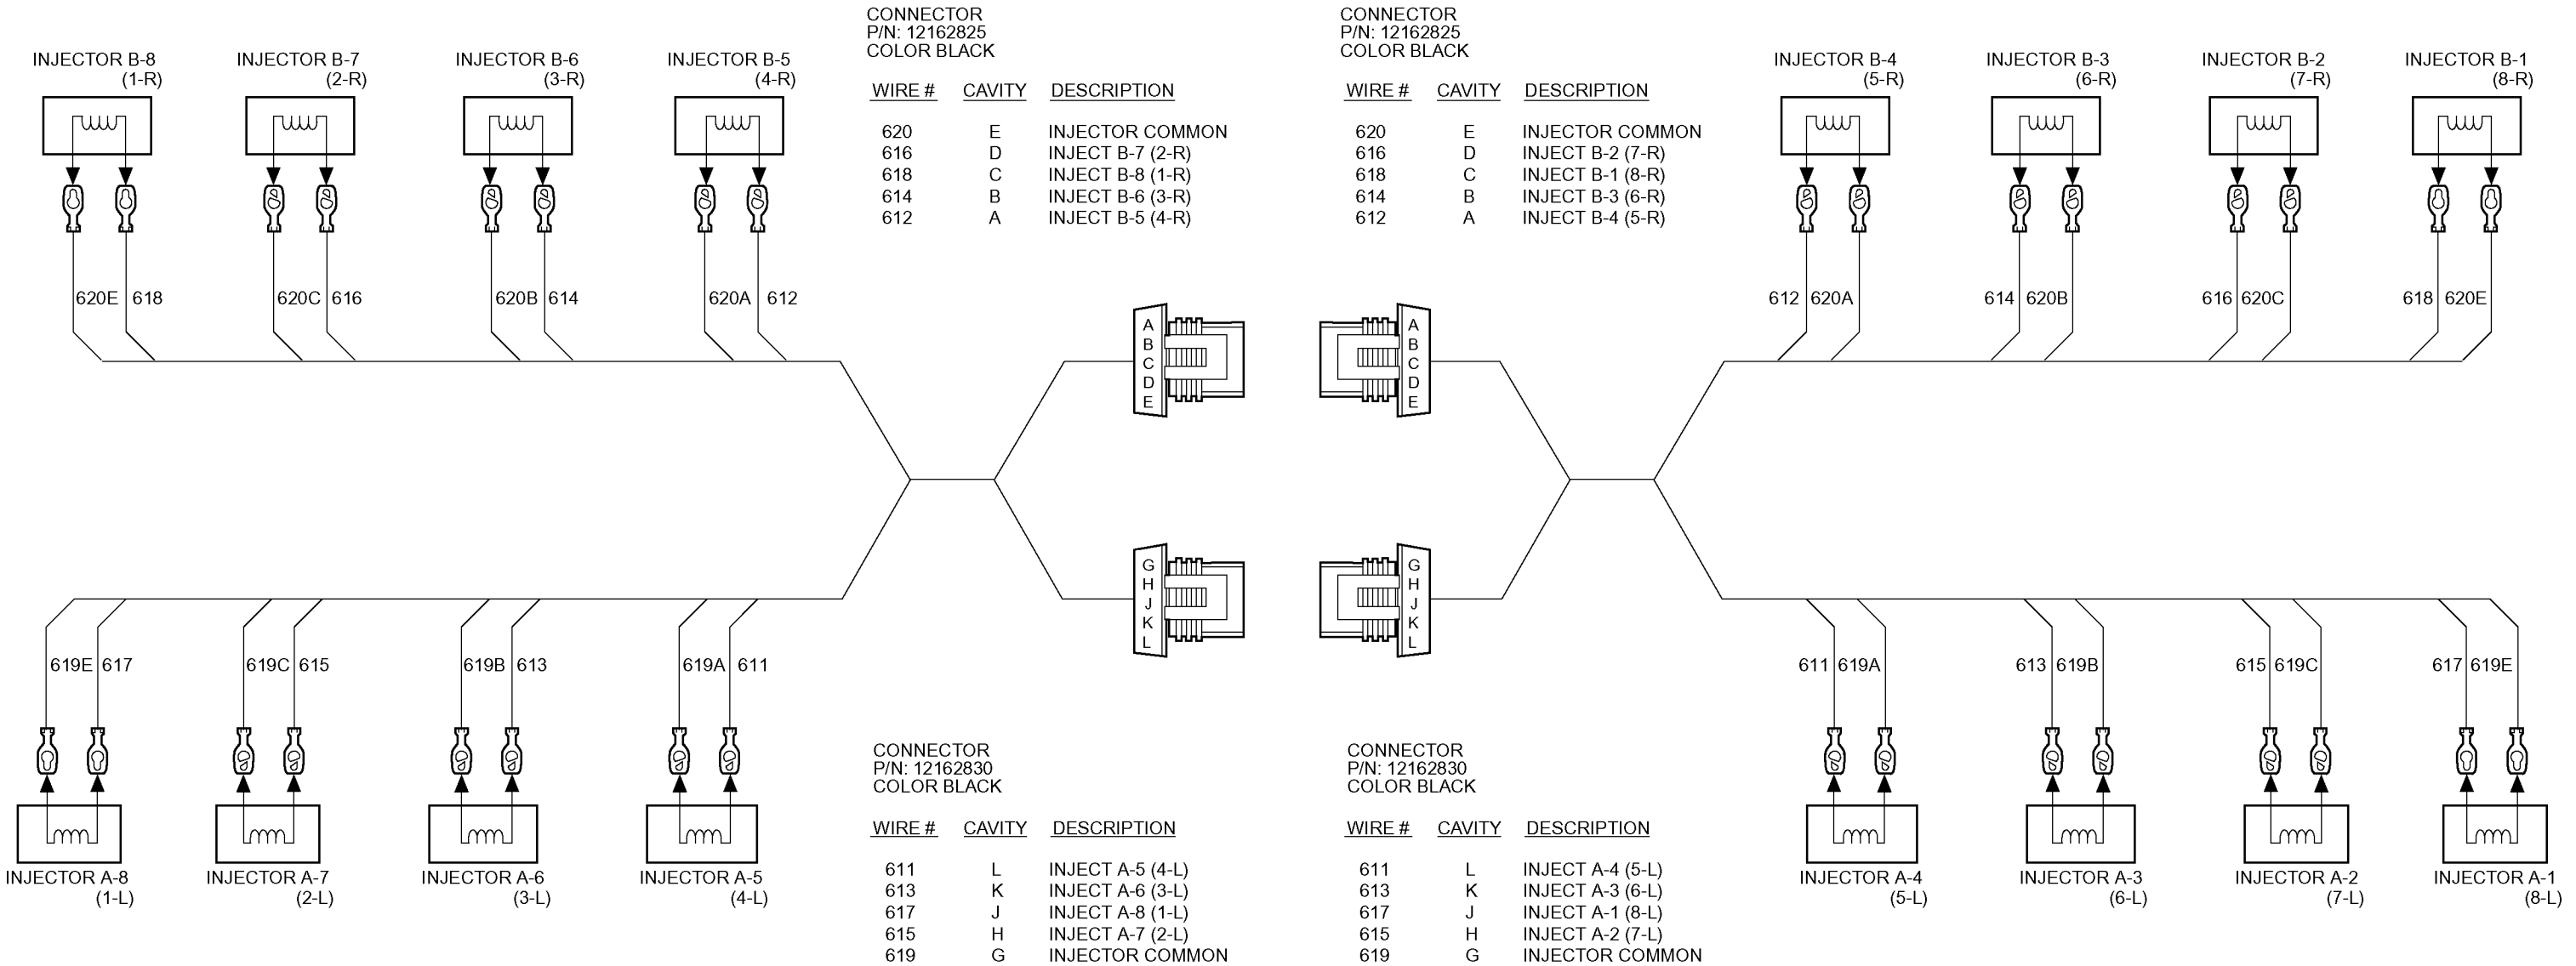 CONNECTOR
P/N: 12162825
COLOR BLACK
CONNECTOR
P/N: 12162825
COLOR BLACK
INJECTOR B-8
(1-R)
INJECTOR B-7
(2-R)
INJECTOR B-6
(3-R)
INJECTOR B-5
(4-R)
INJECTOR B-4
(5-R)
INJECTOR B-3
(6-R)
INJECTOR B-2
(7-R)
INJECTOR B-1
(8-R)
WIRE # CAVITY DESCRIPTION
620 E INJECTOR COMMON
616 D INJECT B-7 (2-R)
618 C INJECT B-8 (1-R)
614 B INJECT B-6 (3-R)
612 A INJECT B-5 (4-R)
WIRE # CAVITY DESCRIPTION
620 E INJECTOR COMMON
616 D INJECT B-2 (7-R)
618 C INJECT B-1 (8-R)
614 B INJECT B-3 (6-R)
612 A INJECT B-4 (5-R)
620E 618 620C 616 620B 614 620A 612
612 620A 614 620B 616 620C 618 620E
A
B
C
D
E
A
B
C
D
E
G
H
J
K
L
G
H
J
K
L
619E 617 619C 615 619B 613 619A 611
611 619A 613 619B 615 619C 617 619E
CONNECTOR
P/N: 12162830
COLOR BLACK
CONNECTOR
P/N: 12162830
COLOR BLACK
WIRE # CAVITY DESCRIPTION
611 L INJECT A-5 (4-L)
613 K INJECT A-6 (3-L)
617 J INJECT A-8 (1-L)
615 H INJECT A-7 (2-L)
619 G INJECTOR COMMON
WIRE # CAVITY DESCRIPTION
611 L INJECT A-4 (5-L)
613 K INJECT A-3 (6-L)
617 J INJECT A-1 (8-L)
615 H INJECT A-2 (7-L)
619 G INJECTOR COMMON
INJECTOR A-8
(1-L)
INJECTOR A-7
(2-L)
INJECTOR A-6
(3-L)
INJECTOR A-5
(4-L)
INJECTOR A-4
(5-L)
INJECTOR A-3
(6-L)
INJECTOR A-2
(7-L)
INJECTOR A-1
(8-L)